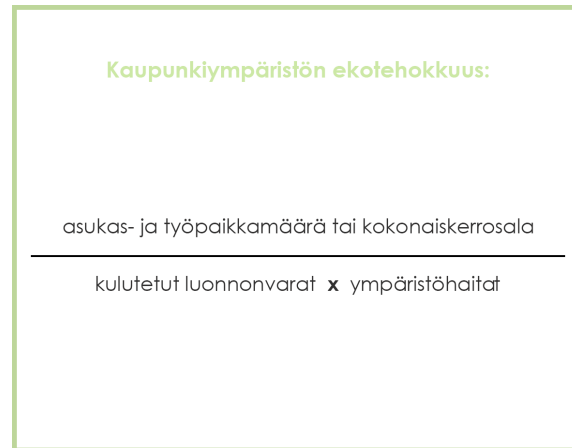 Kaupunkiympäristön ekotehokkuus:
asukas- ja työpaikkamäärä tai kokonaiskerrosala
kulutetut luonnonvarat x ympäristöhaitat